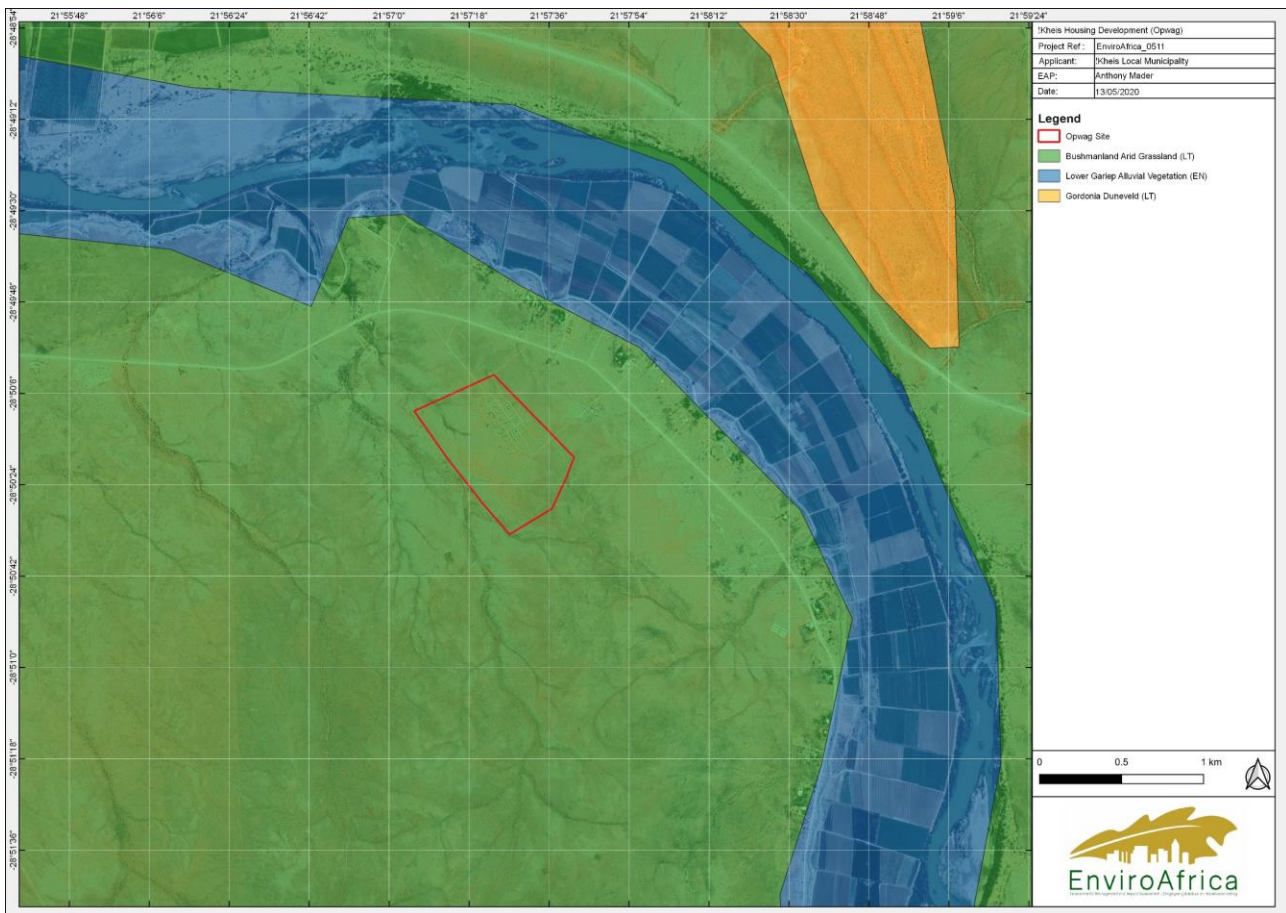 21°55'48" 21°56'6" 21°56'24" 21°56'42" 21°57'0" 21°57'18" 21°57'36" 21°57'54" 21°58'12" 21°58'30" 21°58'48" 21°59'6" 21°59'24"
-28°48'54"
-28°49'12"
-28°49'30"
-28°49'48"
-28°50'6"
-28°50'24"
-28°50'42"
-28°51'0"
-28°51'18"
-28°51'36"
!Kheis Housing Development (Opwag)
Project Ref : EnviroAfrica_0511
Applicant: !Kheis Local Municipality
EAP: Anthony Mader
Date: 13/05/2020
Legend
Opwag Site
Bushmanland Arid Grassland (LT)
Lower Gariep Alluvial Vegetation (EN)
Gordonia Duneveld (LT)
0 0.5 1 km
EnviroAfrica